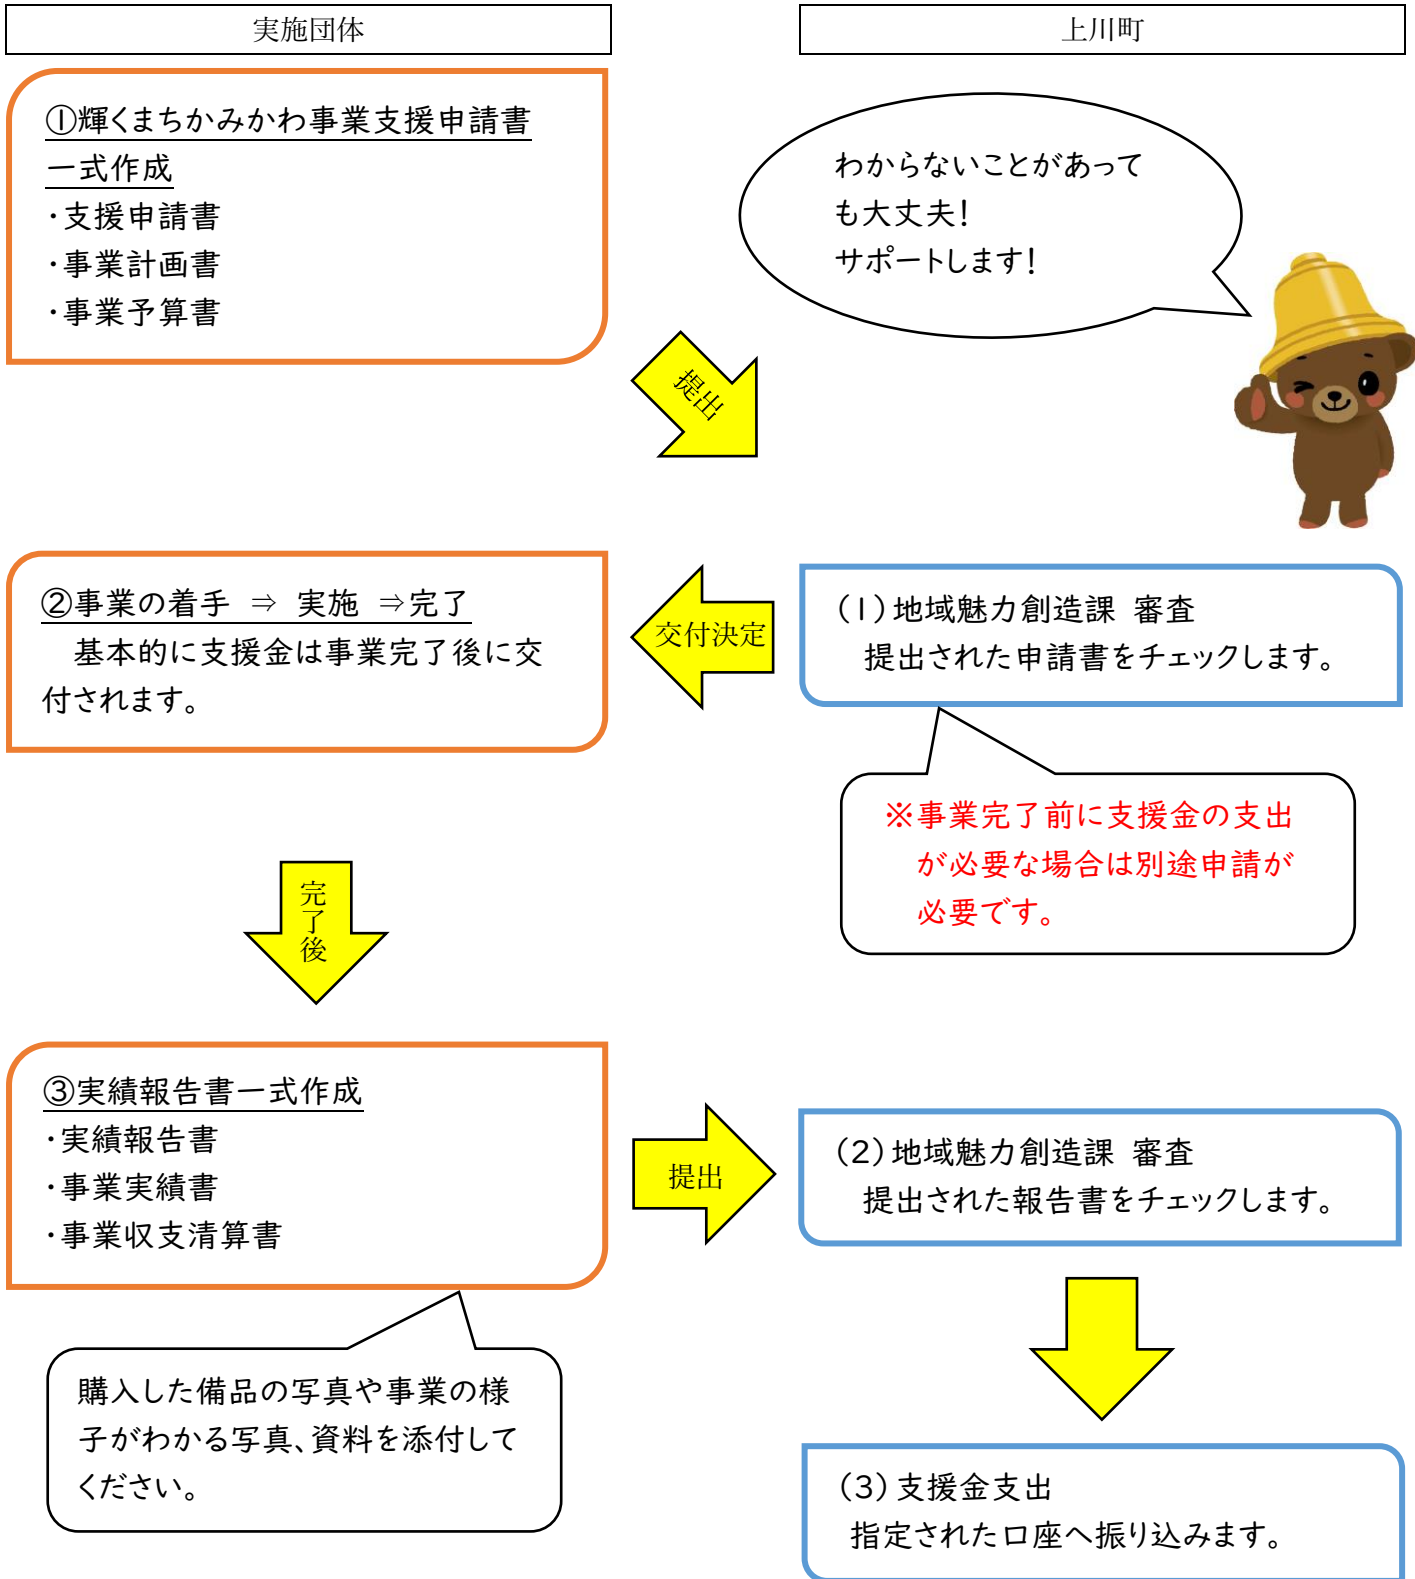 実施団体
上川町
①輝くまちかみかわ事業支援申請書
一式作成
・支援申請書
・事業計画書
・事業予算書
わからないことがあって
も大丈夫!
サポートします!
提出
②事業の着手 ⇒ 実施 ⇒完了
基本的に支援金は事業完了後に交
付されます。
交付決定
(1)地域魅力創造課 審査
提出された申請書をチェックします。
※事業完了前に支援金の支出
が必要な場合は別途申請が
必要です。
完了後
③実績報告書一式作成
・実績報告書
・事業実績書
・事業収支清算書
提出
(2)地域魅力創造課 審査
提出された報告書をチェックします。
購入した備品の写真や事業の様
子がわかる写真、資料を添付して
ください。
(3)支援金支出
指定された口座へ振り込みます。